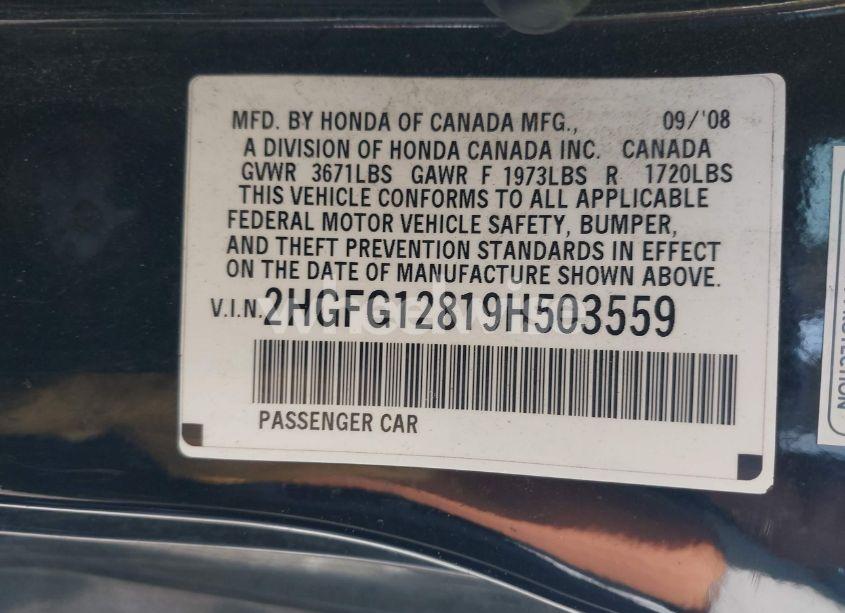 MFD. BY HONDA OF CANADA MFG., 09/'08
A DIVISION OF HONDA CANADA INC. CANADA
GVWR 3671LBS GAWR F 1973LBS R 1720LBS
THIS VEHICLE CONFORMS TO ALL APPLICABLE
FEDERAL MOTOR VEHICLE SAFETY, BUMPER,
AND THEFT PREVENTION STANDARDS IN EFFECT
ON THE DATE OF MANUFACTURE SHOWN ABOVE.
V.I.N. 2HGFG12819H503559
PASSENGER CAR